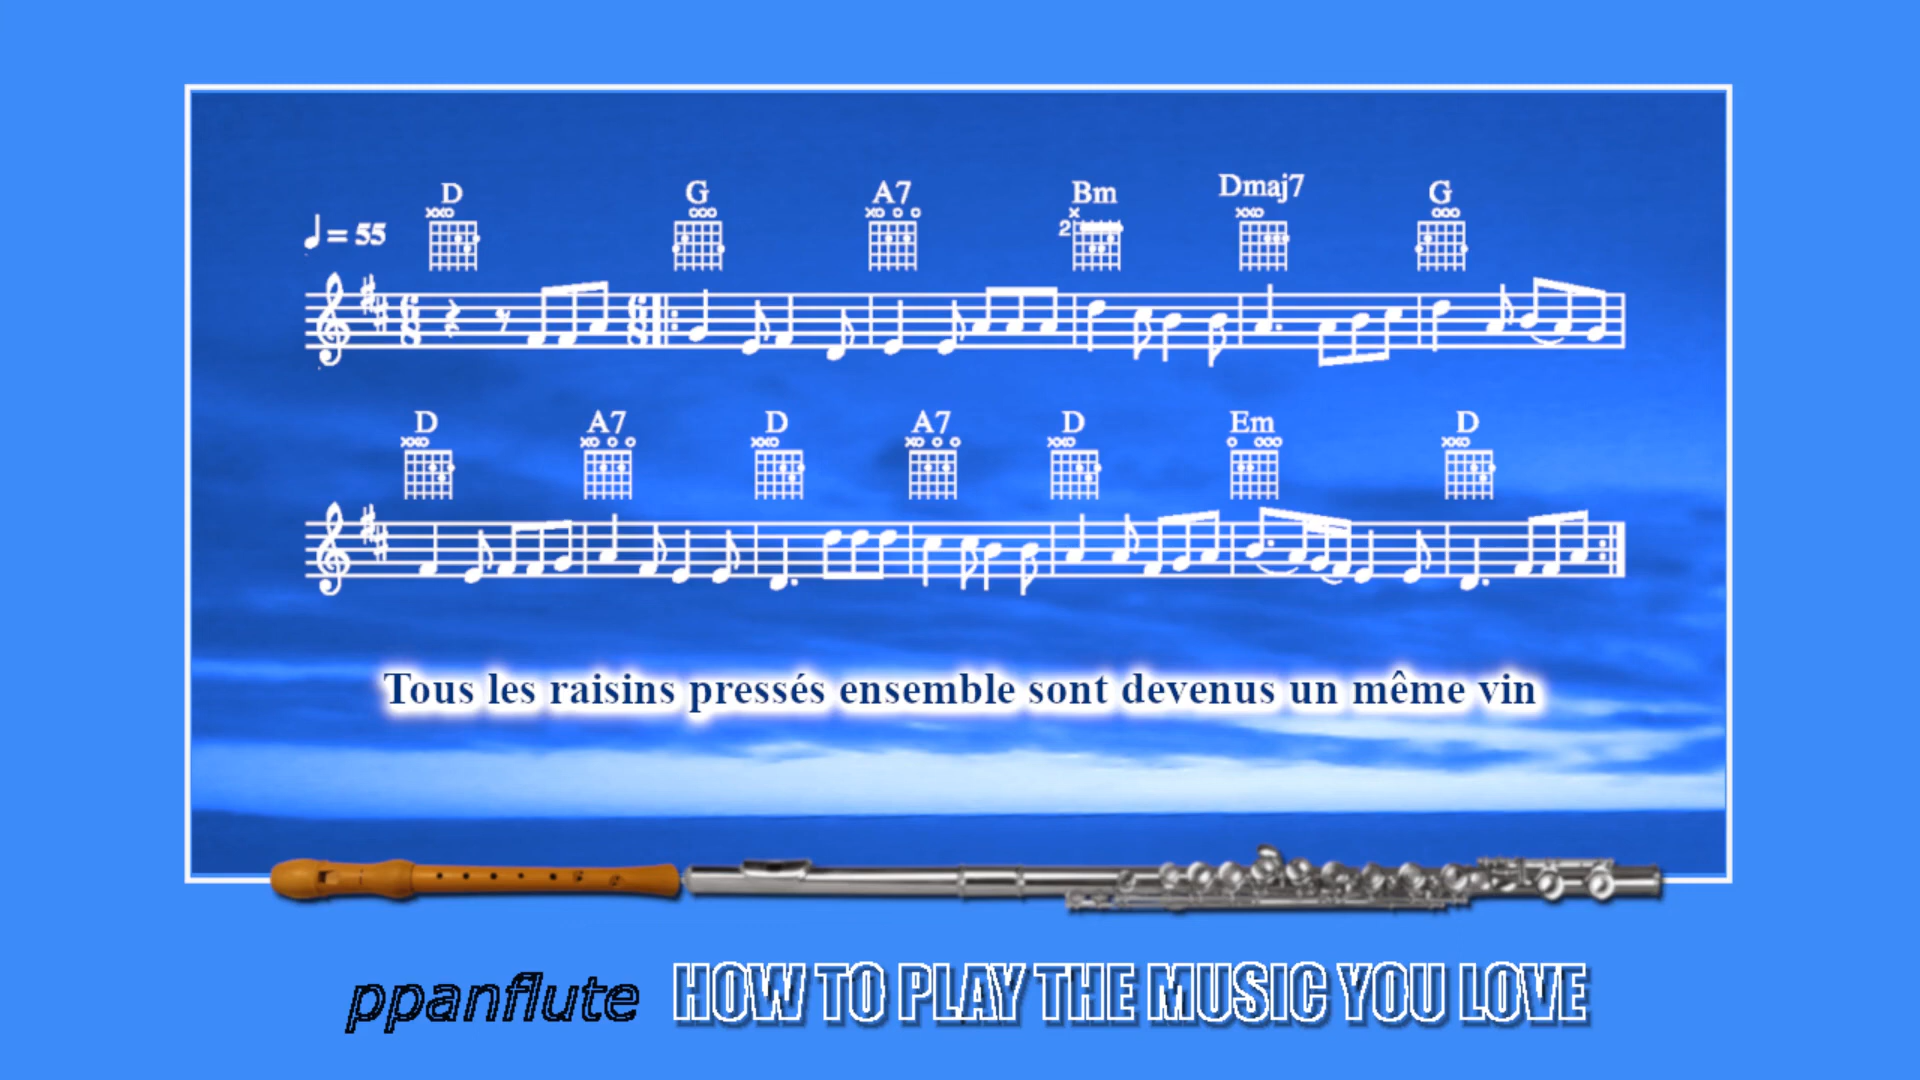 D G A7 Bm Dmaj7 G
♩ = 55
2
D A7 D A7 D Em D
Tous les raisins pressés ensemble sont devenus un même vin
ppanflute HOW TO PLAY THE MUSIC YOU LOVE